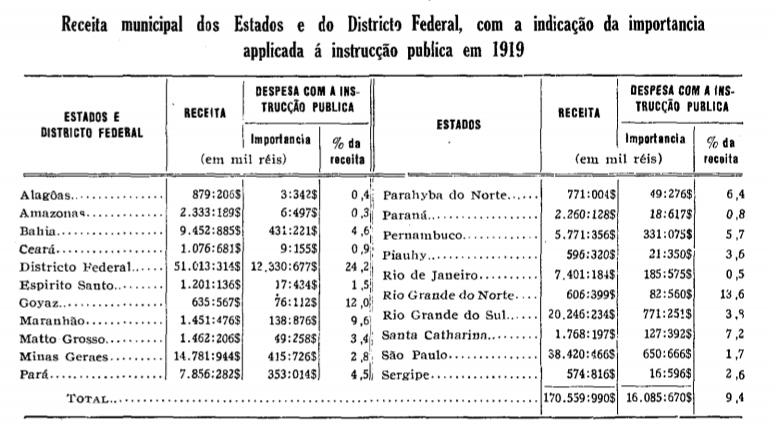 Receita municipal dos Estados e do Districto Federal, com a indicação da importancia
applicada á instrucção publica em 1919
ESTADOS E DISTRICTO FEDERAL | RECEITA (em mil réis) | DESPESA COM A INSTRUCÇÃO PUBLICA Importancia (em mil réis) | % da receita | ESTADOS | RECEITA (em mil réis) | DESPESA COM A INSTRUCÇÃO PUBLICA Importancia (em mil réis) | % da receita
Alagôas 879:206$ 3:342$ 0,4 Parahyba do Norte 771:004$ 49:276$ 6,4
Amazonas 2.333:189$ 6:497$ 0,3 Paraná 2.260:128$ 18:617$ 0,8
Bahia 9.452:885$ 431:221$ 4,6 Pernambuco 5.771:356$ 331:075$ 5,7
Ceará 1.076:681$ 9:155$ 0,9 Piauhy 596:320$ 21:350$ 3,6
Districto Federal 51.013:314$ 12.330:677$ 24,2 Rio de Janeiro 7.401:184$ 185:575$ 0,5
Espirito Santo 1.201:136$ 17:434$ 1,5 Rio Grande do Norte 606:399$ 82:560$ 13,6
Goyaz 635:567$ 76:112$ 12,0 Rio Grande do Sul 20.246:234$ 771:251$ 3,8
Maranhão 1.451:476$ 138:876$ 9,6 Santa Catharina 1.768:197$ 127:392$ 7,2
Matto Grosso 1.462:206$ 49:258$ 3,4 São Paulo 38.420:466$ 650:666$ 1,7
Minas Geraes 14.781:944$ 415:726$ 2,8 Sergipe 574:816$ 16:596$ 2,6
Pará 7.856:282$ 353:014$ 4,5
TOTAL 170.559:990$ 16.085:670$ 9,4